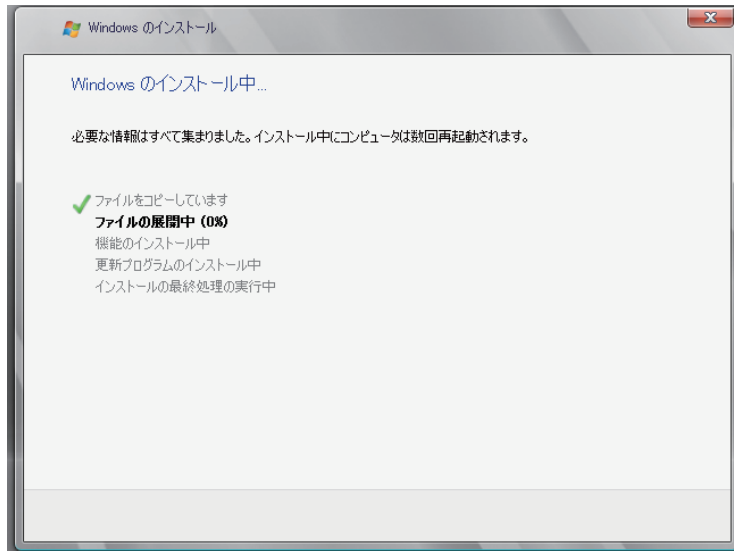 Windows のインストール
Windows のインストール中...
必要な情報はすべて集まりました。インストール中にコンピュータは数回再起動されます。
ファイルをコピーしています
ファイルの展開中 (0%)
機能のインストール中
更新プログラムのインストール中
インストールの最終処理の実行中